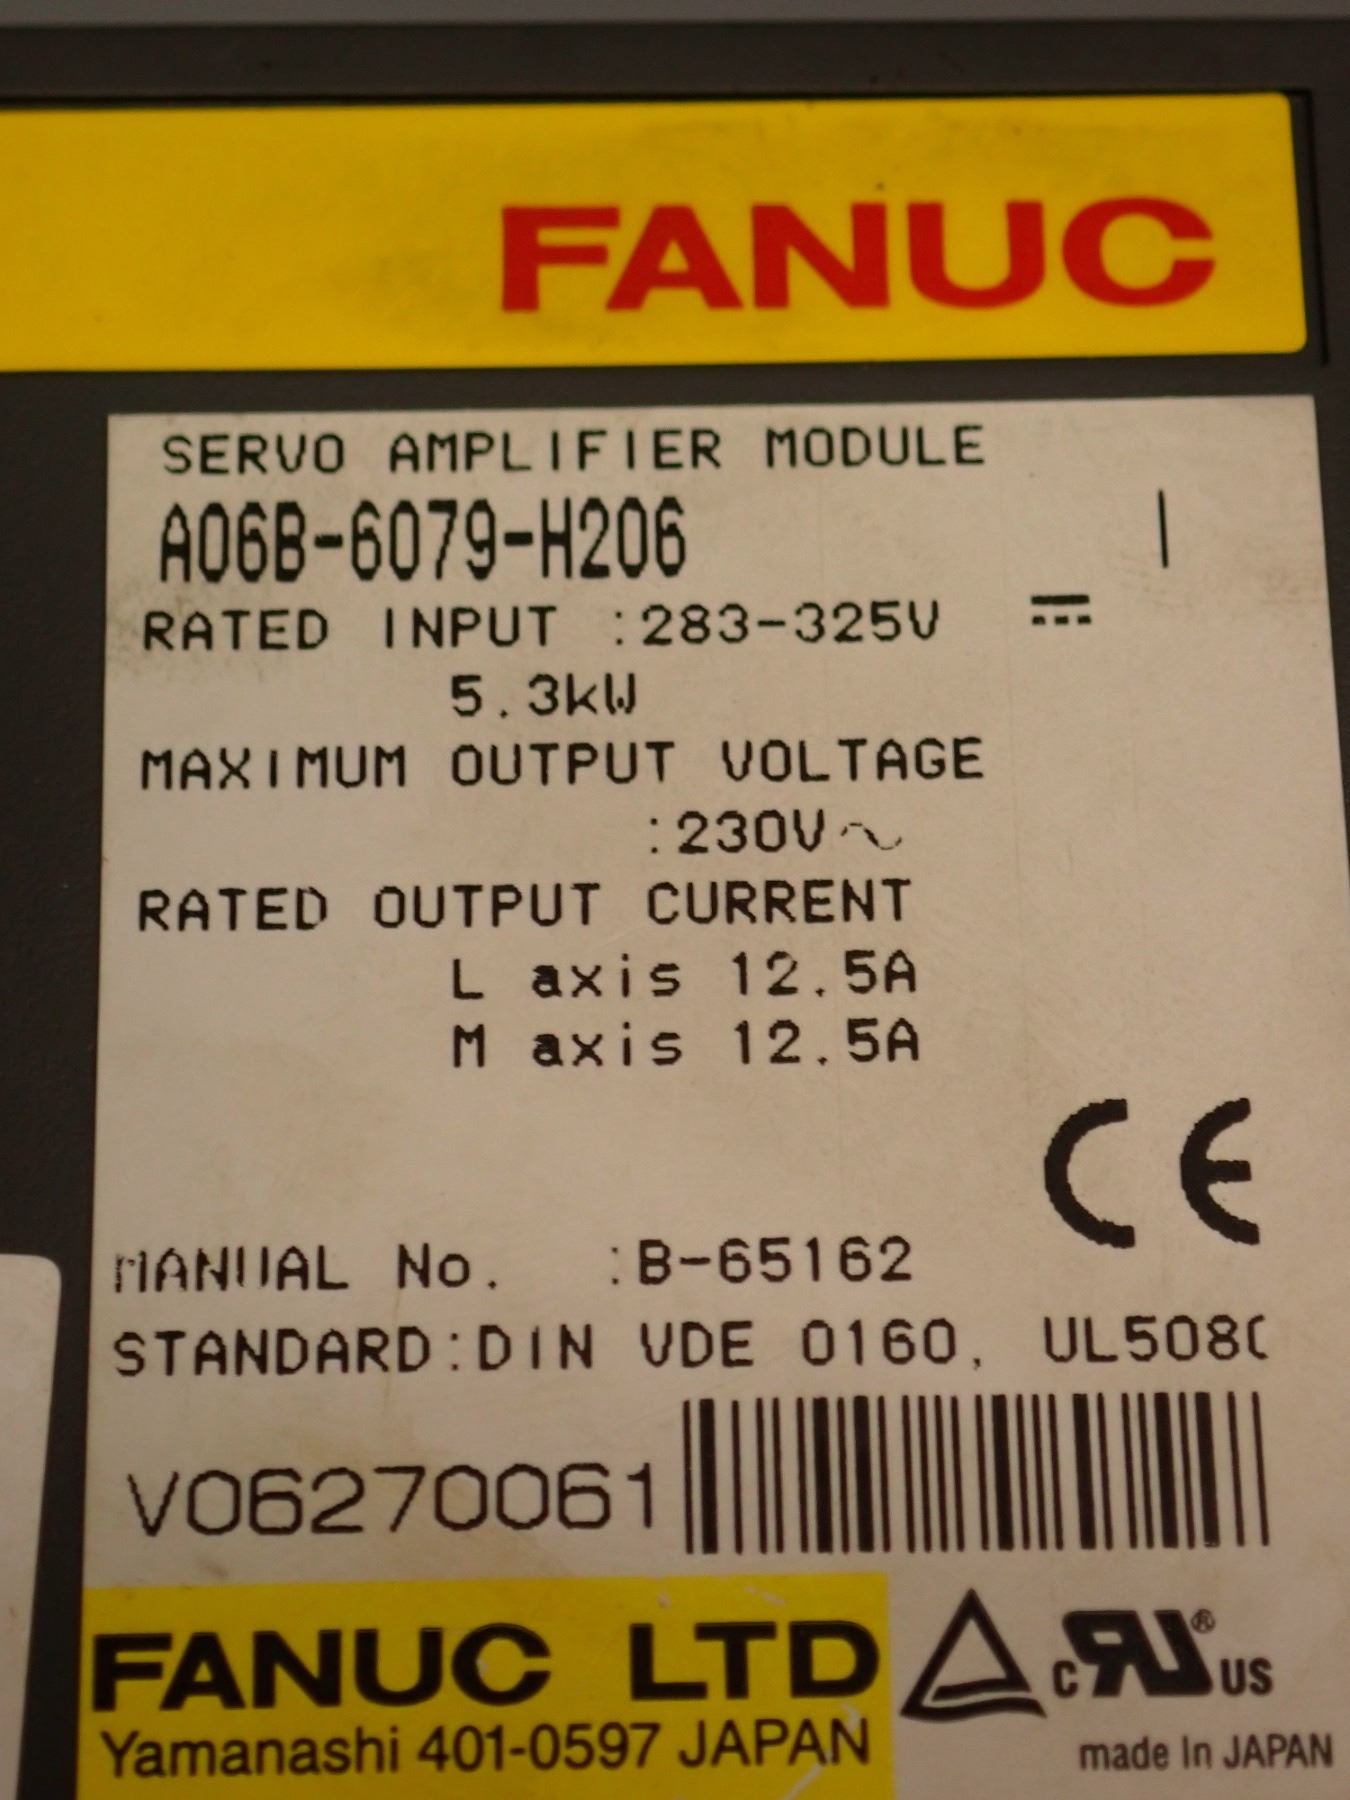 FANUC
SERVO AMPLIFIER MODULE
A06B-6079-H206 |
RATED INPUT :283-325V ⎓
5.3kW
MAXIMUM OUTPUT VOLTAGE
:230V～
RATED OUTPUT CURRENT
L axis 12.5A
M axis 12.5A
CE
MANUAL No. :B-65162
STANDARD:DIN VDE 0160, UL508C
V06270061
FANUC LTD
Yamanashi 401-0597 JAPAN
c RU ® US
made In JAPAN